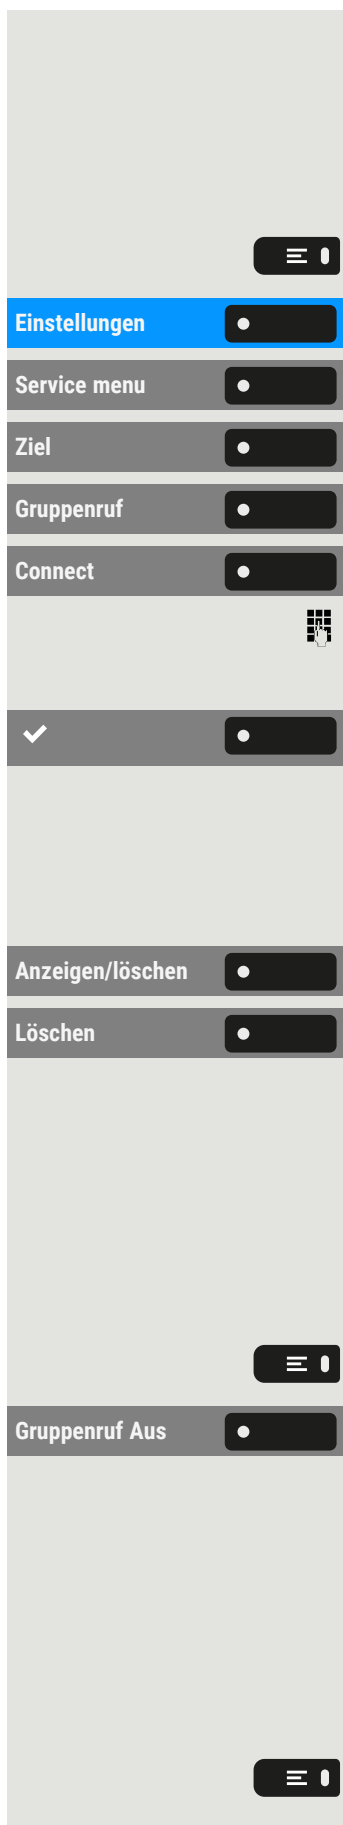 Einstellungen
Service menu
Ziel
Gruppenruf
Connect
Anzeigen/löschen
Löschen
Gruppenruf Aus